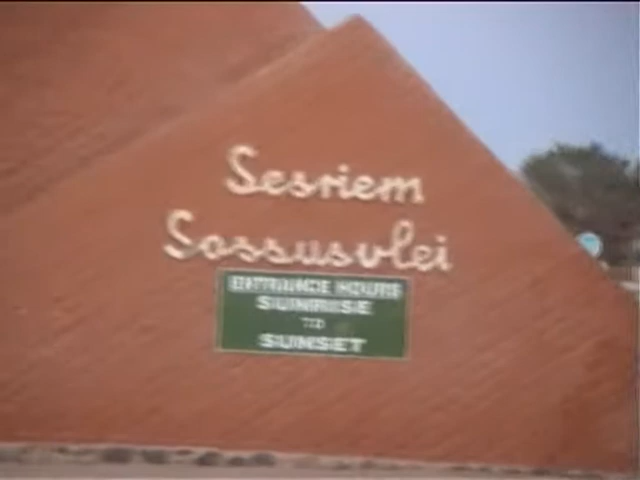 Sesriem
Sossusvlei
ENTRANCE HOURS
SUNRISE
TO
SUNSET